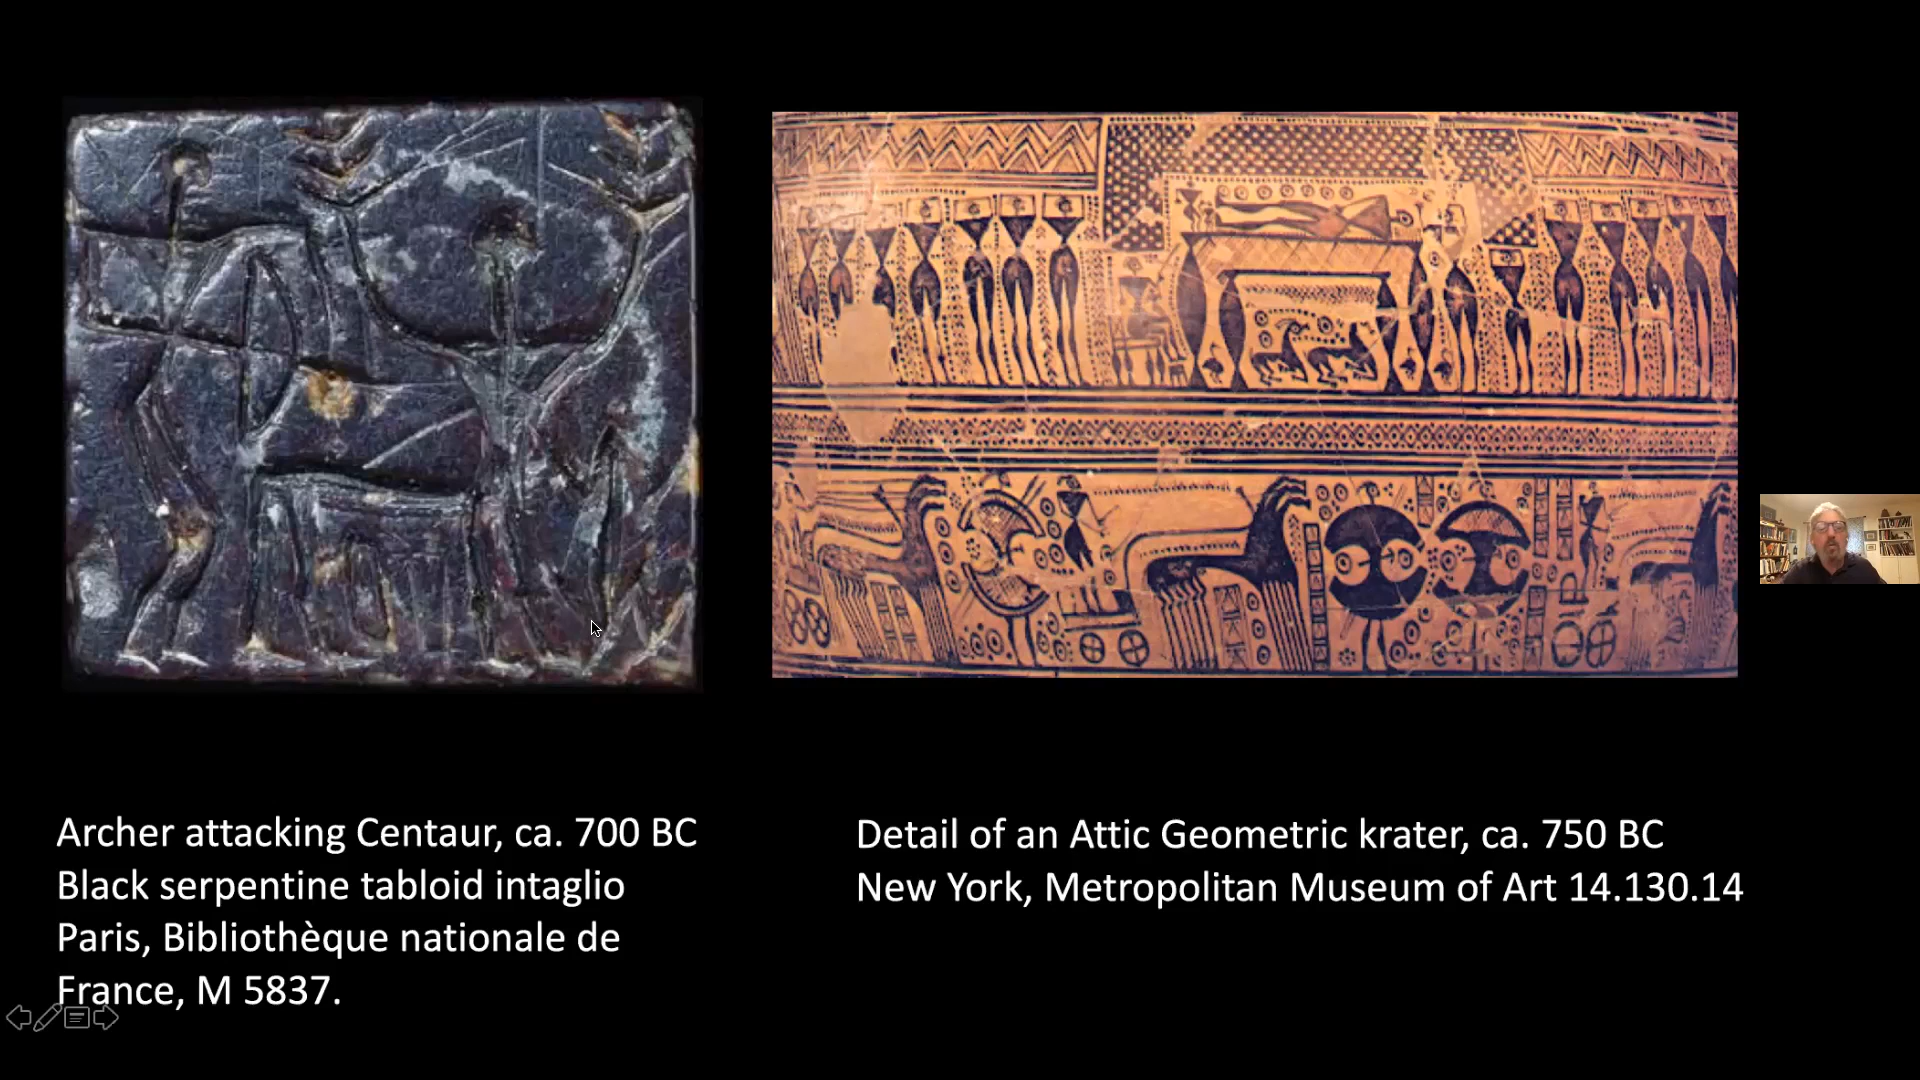 Archer attacking Centaur, ca. 700 BC
Black serpentine tabloid intaglio
Paris, Bibliothèque nationale de
France, M 5837.
Detail of an Attic Geometric krater, ca. 750 BC
New York, Metropolitan Museum of Art 14.130.14